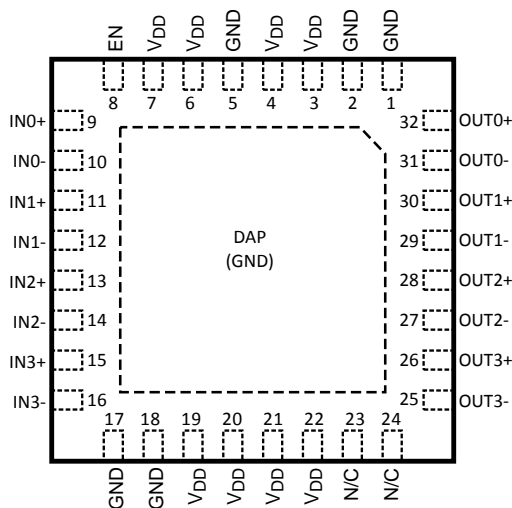 EN VDD VDD GND VDD VDD GND GND
8 7 6 5 4 3 2 1
IN0+ 9 32 OUT0+
IN0- 10 31 OUT0-
IN1+ 11 30 OUT1+
IN1- 12 29 OUT1-
DAP
(GND)
IN2+ 13 28 OUT2+
IN2- 14 27 OUT2-
IN3+ 15 26 OUT3+
IN3- 16 25 OUT3-
17 18 19 20 21 22 23 24
GND GND VDD VDD VDD VDD N/C N/C